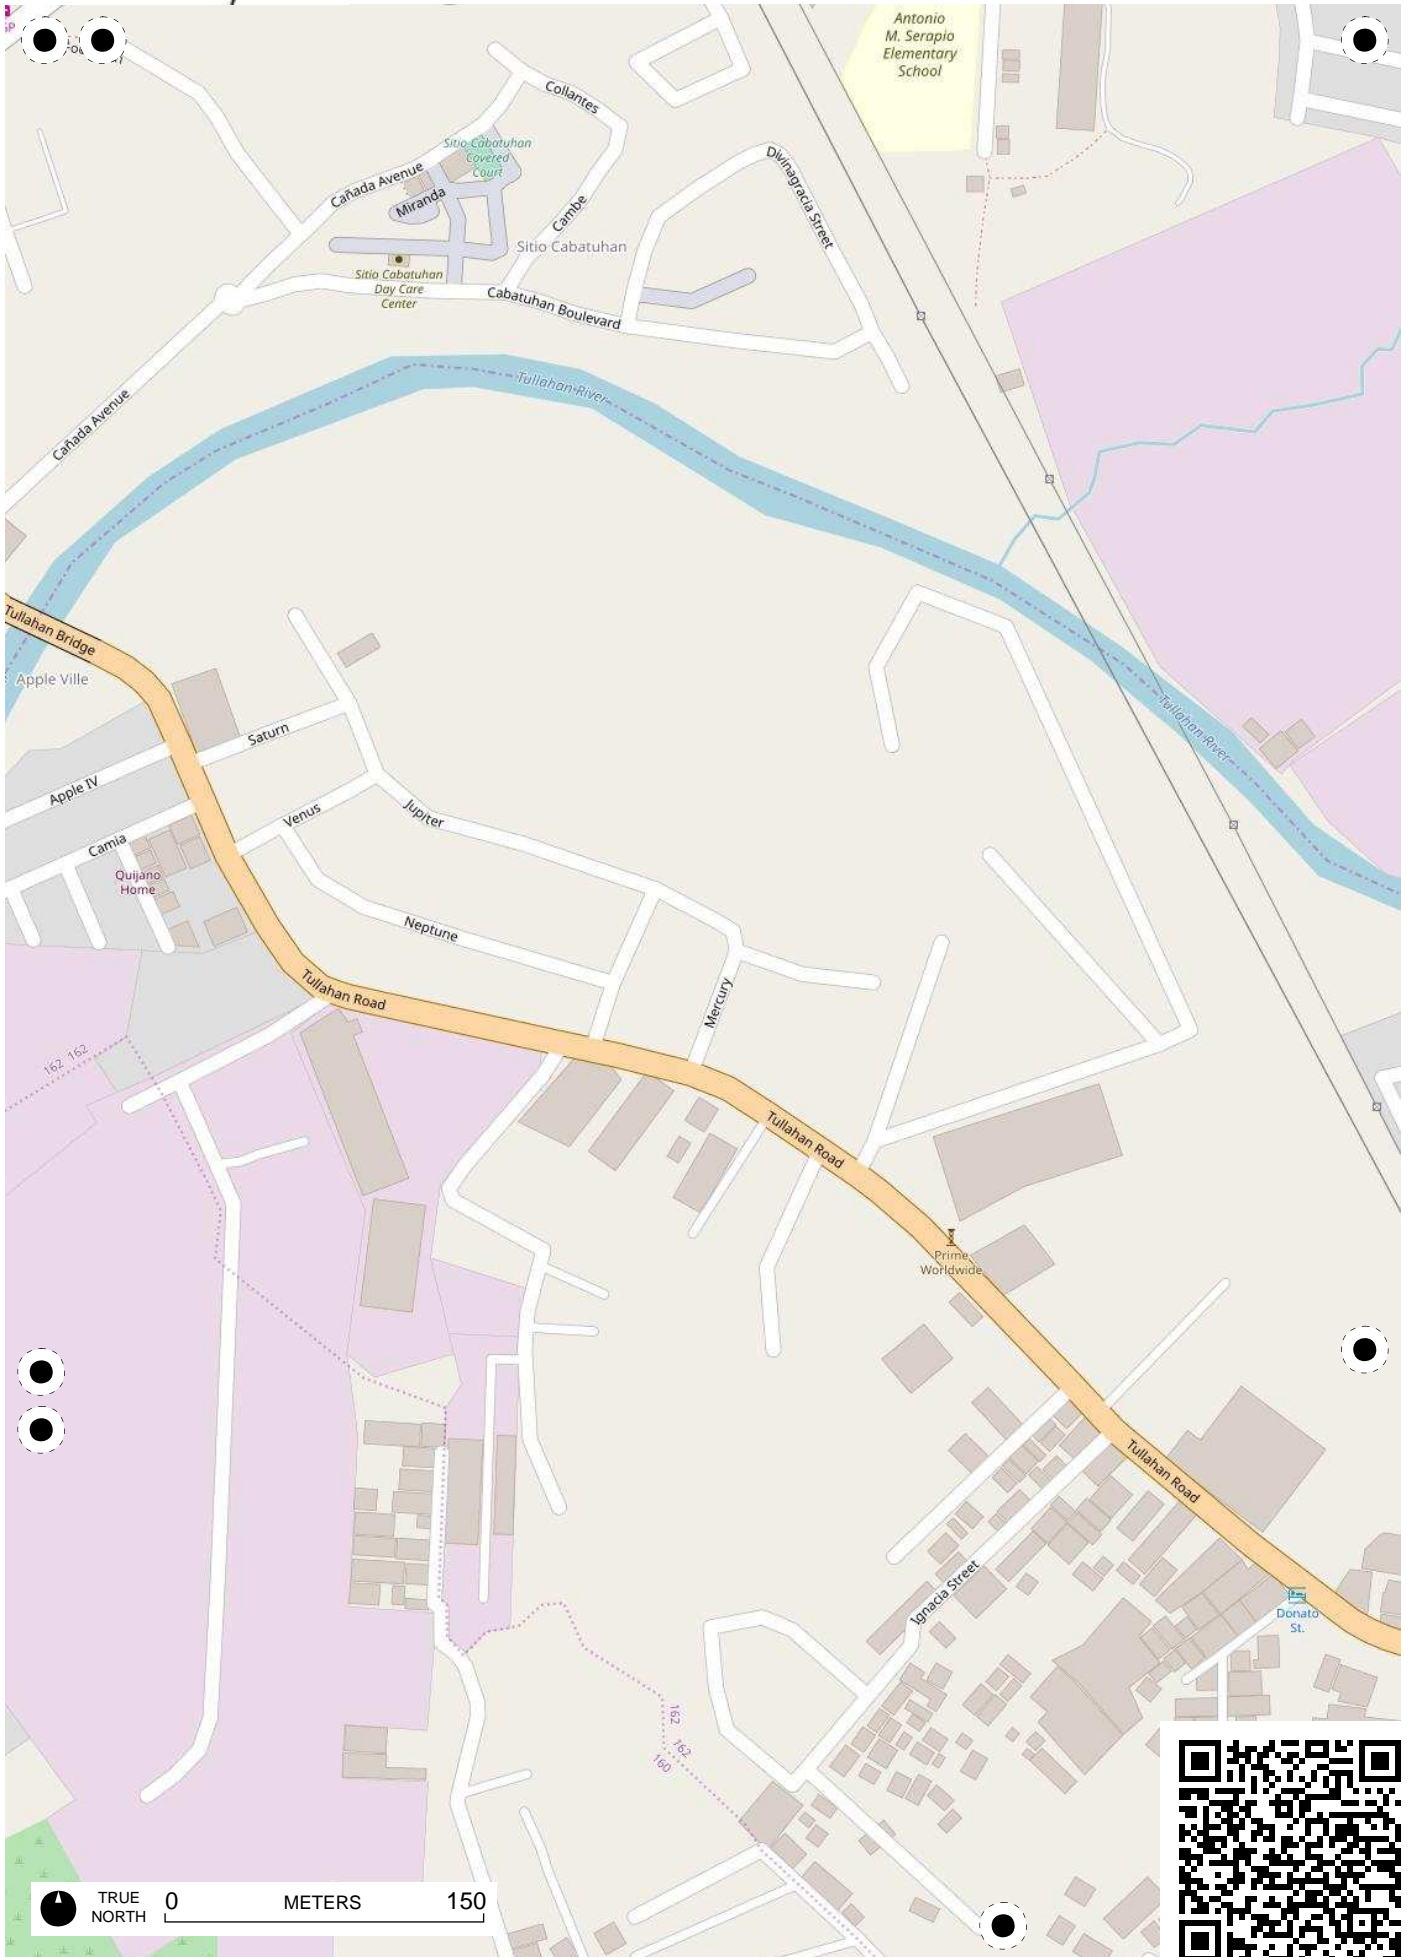 Antonio
M. Serapio
Elementary
School
Collantes
Sitio Cabatuhan
Covered
Court
Divinagracia Street
Cañada Avenue
Miranda
Cambe
Sitio Cabatuhan
Sitio Cabatuhan
Day Care
Center
Cabatuhan Boulevard
Tullahan River
Cañada Avenue
Tullahan Bridge
Apple Ville
Tullahan River
Saturn
Apple IV
Venus
Jupiter
Camia
Quijano
Home
Neptune
Tullahan Road
Mercury
162 162
Tullahan Road
Prime
Worldwide
Tullahan Road
Ignacia Street
Donato
St.
162
162
160
TRUE
NORTH
0 METERS 150